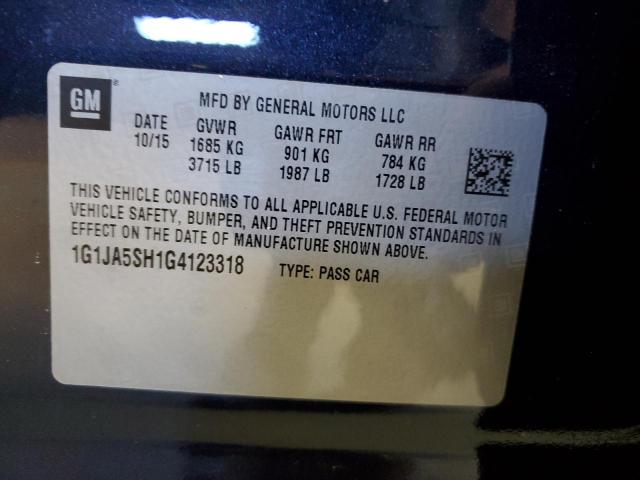 GM ®
MFD BY GENERAL MOTORS LLC
DATE GVWR GAWR FRT GAWR RR
10/15 1685 KG 901 KG 784 KG
3715 LB 1987 LB 1728 LB
THIS VEHICLE CONFORMS TO ALL APPLICABLE U.S. FEDERAL MOTOR
VEHICLE SAFETY, BUMPER, AND THEFT PREVENTION STANDARDS IN
EFFECT ON THE DATE OF MANUFACTURE SHOWN ABOVE.
1G1JA5SH1G4123318 TYPE: PASS CAR